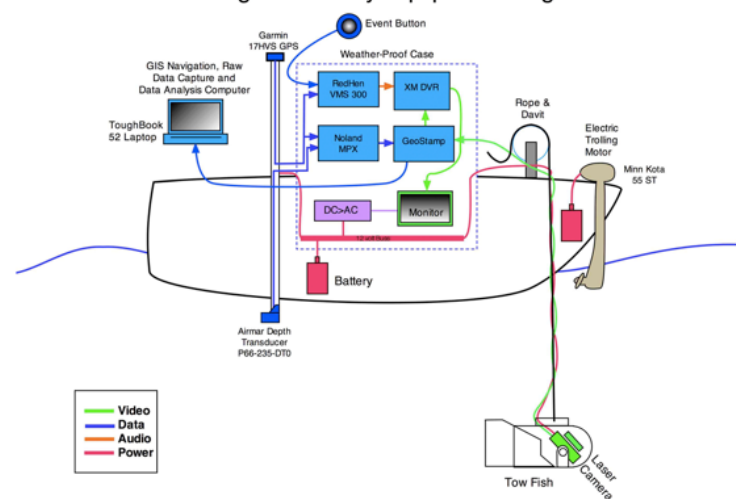 Event Button
Garmin
17HVS GPS
Weather-Proof Case
GIS Navigation, Raw
Data Capture and
Data Analysis Computer
ToughBook
52 Laptop
RedHen
VMS 300
XM DVR
Noland
MPX
GeoStamp
Rope &
Davit
Electric
Trolling
Motor
Minn Kota
55 ST
DC>AC
Monitor
Battery
Airmar Depth
Transducer
P66-235-DT0
Video
Data
Audio
Power
Laser
Camera
Tow Fish